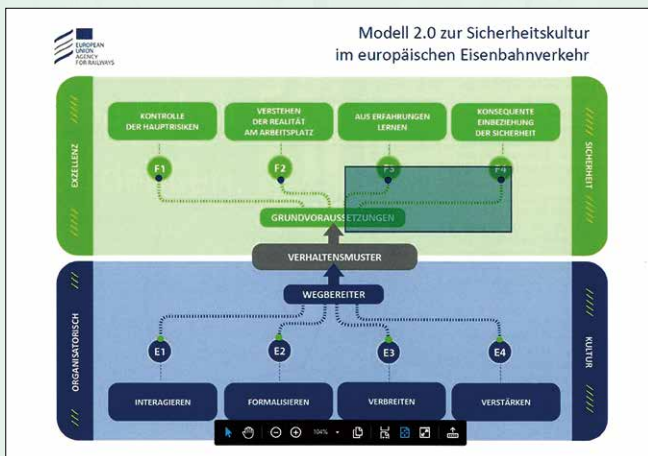 EUROPEAN
UNION
AGENCY
FOR RAILWAYS
Modell 2.0 zur Sicherheitskultur
im europäischen Eisenbahnverkehr
EXZELLENZ
SICHERHEIT
KONTROLLE
DER HAUPTRISIKEN
VERSTEHEN
DER REALITÄT
AM ARBEITSPLATZ
AUS ERFAHRUNGEN
LERNEN
KONSEQUENTE
EINBEZIEHUNG
DER SICHERHEIT
F1
F2
F3
F4
GRUNDVORAUSSETZUNGEN
VERHALTENSMUSTER
WEGBEREITER
ORGANISATORISCH
KULTUR
E1
E2
E3
E4
INTERAGIEREN
FORMALISIEREN
VERBREITEN
VERSTÄRKEN
104%